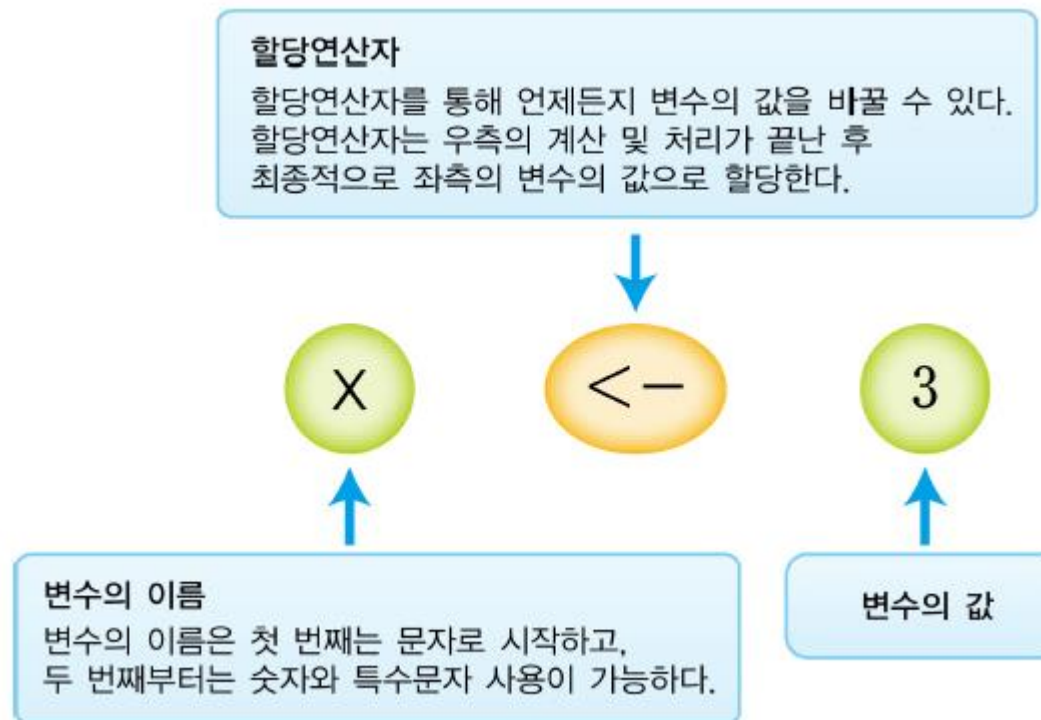 할당연산자
할당연산자를 통해 언제든지 변수의 값을 바꿀 수 있다.
할당연산자는 우측의 계산 및 처리가 끝난 후
최종적으로 좌측의 변수의 값으로 할당한다.
X <- 3
변수의 이름
변수의 이름은 첫 번째는 문자로 시작하고,
두 번째부터는 숫자와 특수문자 사용이 가능하다.
변수의 값